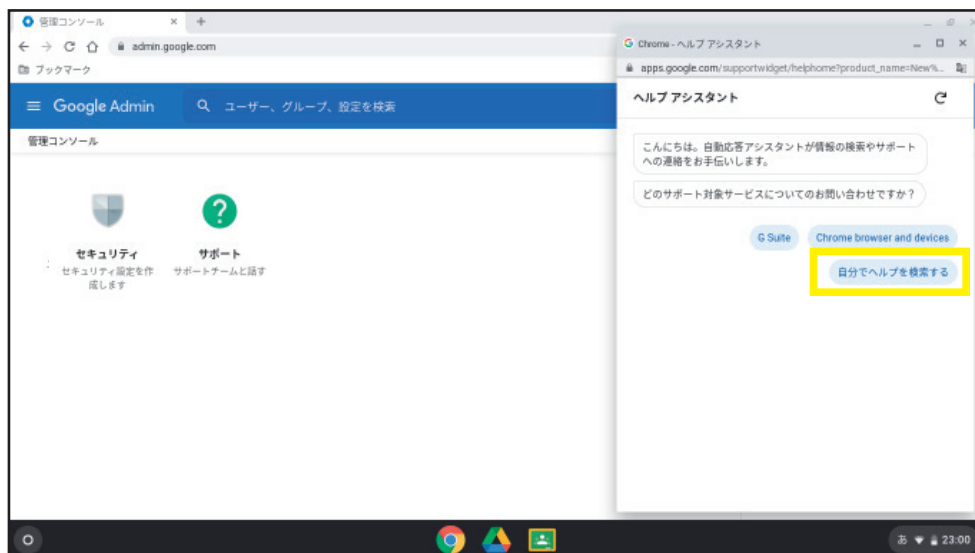 管理コンソール
admin.google.com
ブックマーク
Google Admin
ユーザー、グループ、設定を検索
管理コンソール
セキュリティ
セキュリティ設定を作
成します
サポート
サポートチームと話す
Chrome - ヘルプ アシスタント
apps.google.com/supportwidget/helphome?product_name=New%...
ヘルプ アシスタント
こんにちは。自動応答アシスタントが情報の検索やサポート
への連絡をお手伝いします。
どのサポート対象サービスについてのお問い合わせですか?
G Suite
Chrome browser and devices
自分でヘルプを検索する
あ
23:00